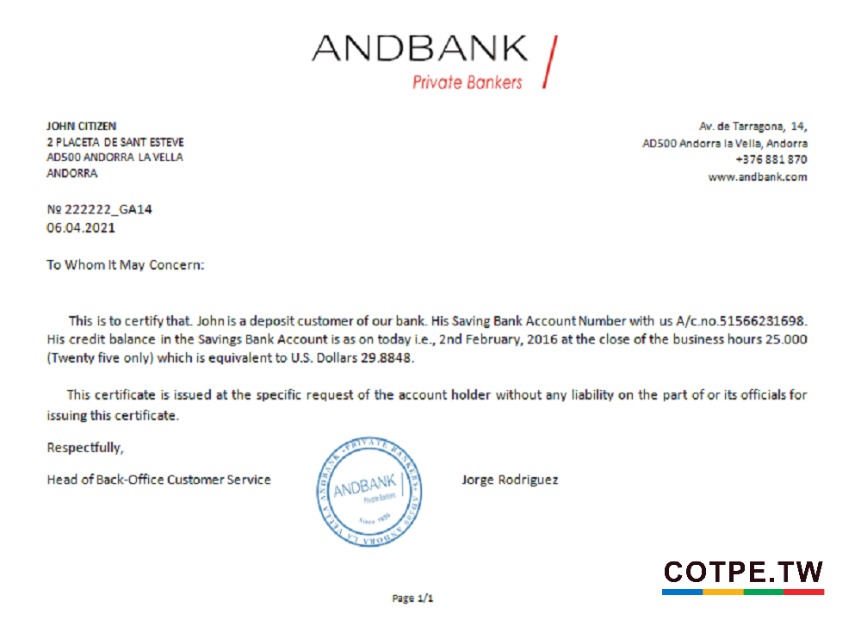 ANDBANK
Private Bankers
JOHN CITIZEN
2 PLACETA DE SANT ESTEVE
AD500 ANDORRA LA VELLA
ANDORRA
Av. de Tarragona, 14,
AD500 Andorra la Vella, Andorra
+376 881 870
www.andbank.com
№ 222222_GA14
06.04.2021
To Whom It May Concern:
This is to certify that. John is a deposit customer of our bank. His Saving Bank Account Number with us A/c.no.51566231698.
His credit balance in the Savings Bank Account is as on today i.e., 2nd February, 2016 at the close of the business hours 25.000
(Twenty five only) which is equivalent to U.S. Dollars 29.8848.
This certificate is issued at the specific request of the account holder without any liability on the part of or its officials for
issuing this certificate.
Respectfully,
Head of Back-Office Customer Service
ANDBANK •PRIVATE BANKERS• AD500 ANDORA LA VELLA
ANDBANK
Private Bankers
Since 1930
Jorge Rodriguez
COTPE.TW
Page 1/1